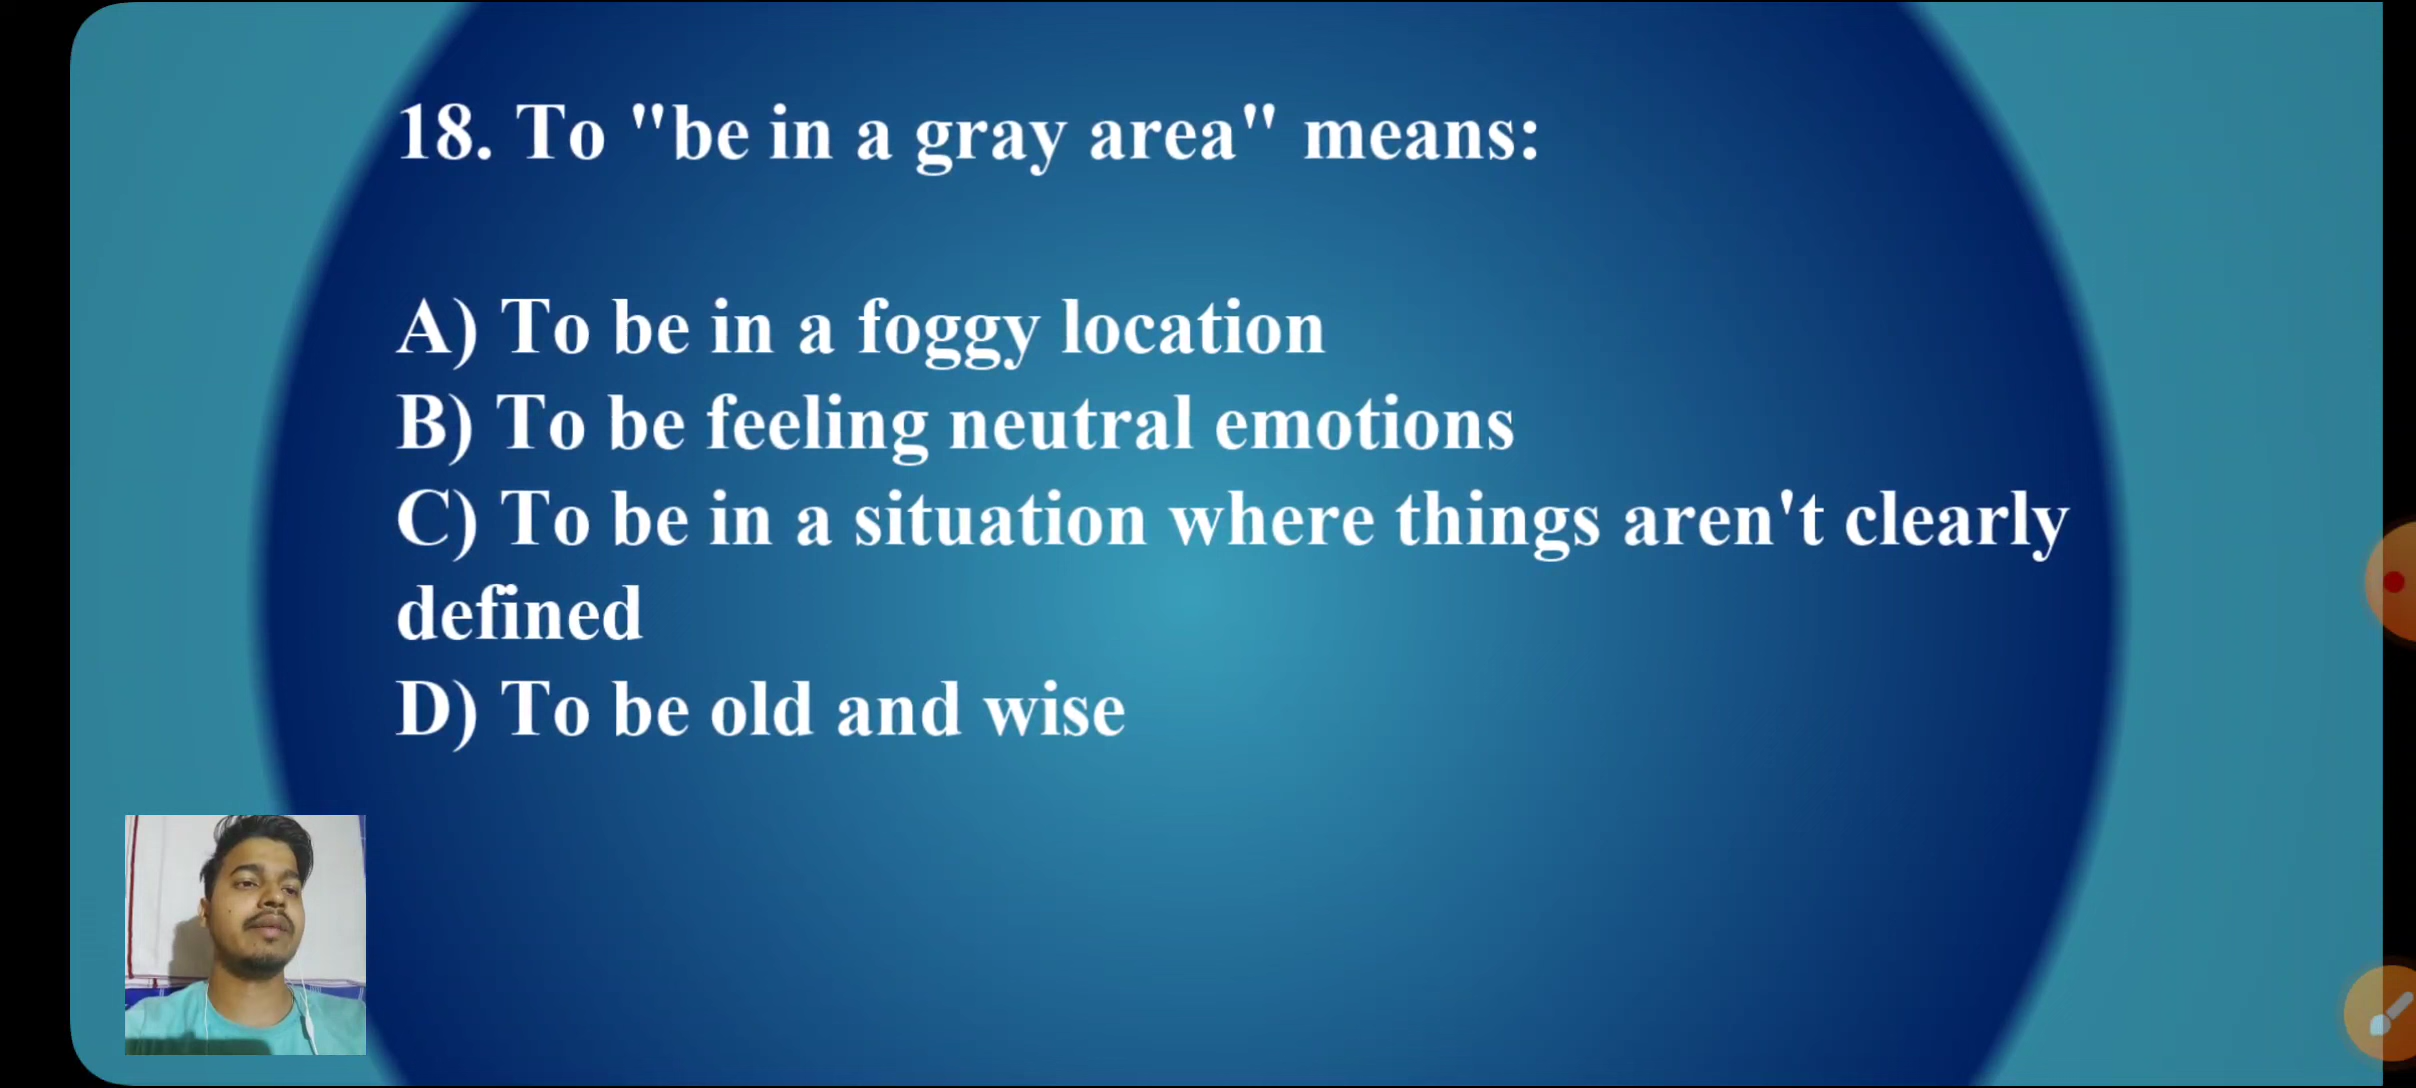 18. To "be in a gray area" means:
A) To be in a foggy location
B) To be feeling neutral emotions
C) To be in a situation where things aren't clearly
defined
D) To be old and wise